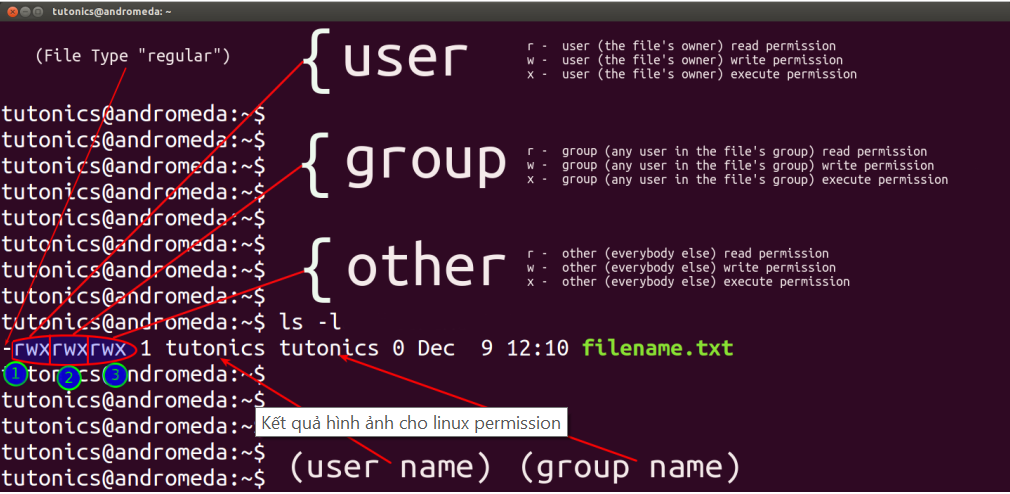 tutonics@andromeda: ~
(File Type "regular")
{ user
r - user (the file's owner) read permission
w - user (the file's owner) write permission
x - user (the file's owner) execute permission
tutonics@andromeda:~$
tutonics@andromeda:~$
{ group
r - group (any user in the file's group) read permission
w - group (any user in the file's group) write permission
x - group (any user in the file's group) execute permission
tutonics@andromeda:~$
tutonics@andromeda:~$
tutonics@andromeda:~$
tutonics@andromeda:~$
{ other
r - other (everybody else) read permission
w - other (everybody else) write permission
x - other (everybody else) execute permission
tutonics@andromeda:~$
tutonics@andromeda:~$
tutonics@andromeda:~$ ls -l
-rwxrwxrwx 1 tutonics tutonics 0 Dec 9 12:10 filename.txt
1 2 3
tutonics@andromeda:~$
tutonics@andromeda:~$
tutonics@andromeda:~$
Kết quả hình ảnh cho linux permission
tutonics@andromeda:~$
(user name) (group name)
tutonics@andromeda:~$